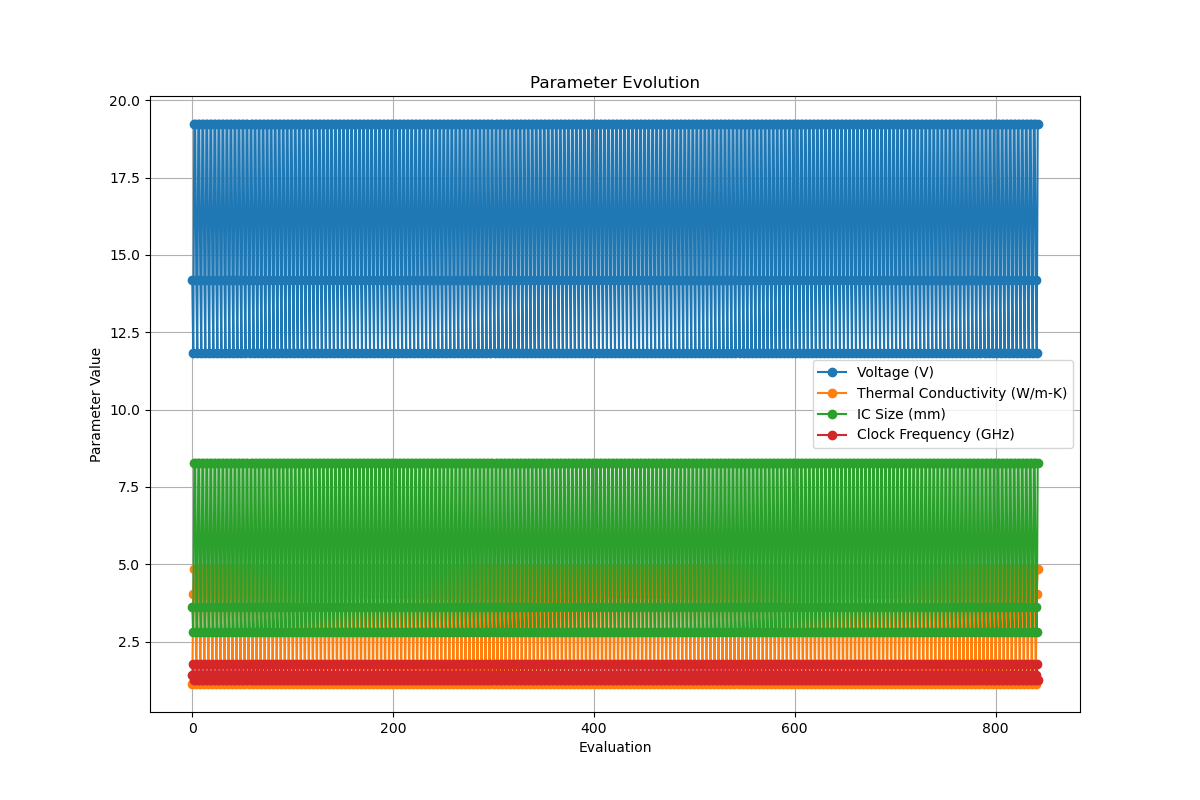 Parameter Evolution
20.0
17.5
15.0
12.5
10.0
7.5
5.0
2.5
Parameter Value
Voltage (V)
Thermal Conductivity (W/m-K)
IC Size (mm)
Clock Frequency (GHz)
0
200
400
600
800
Evaluation